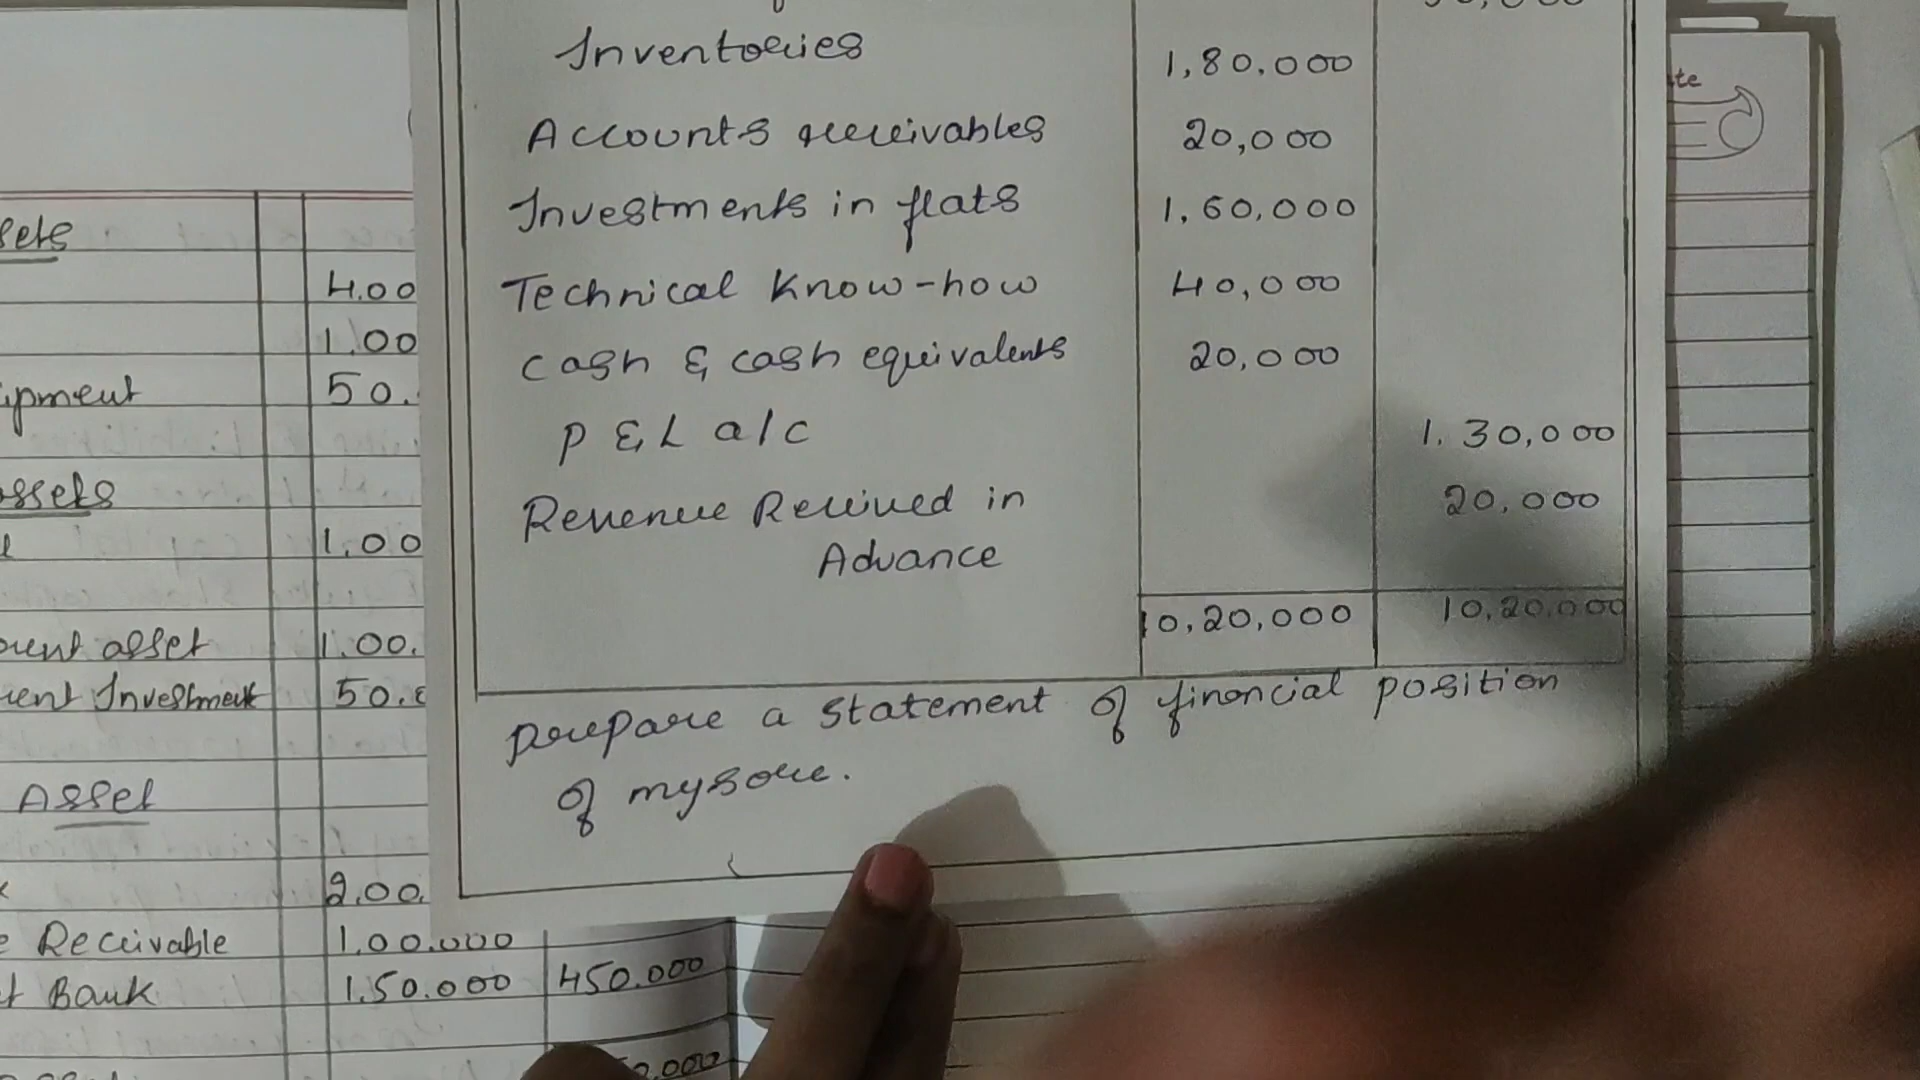 Inventories 1,80,000
Accounts receivables 20,000
Investments in flats 1,60,000
Technical Know-how 40,000
Cash & cash equivalents 20,000
P & L a/c 1,30,000
Revenue Received in 20,000
Advance
10,20,000 10,20,000
prepare a statement of financial position
of mysore.
4.00
1.00
50.
1.00
asset 1.00.
Investment 50.
Asset
2.00.
Receivable 1.00.000
Bank 1.50.000 450.000